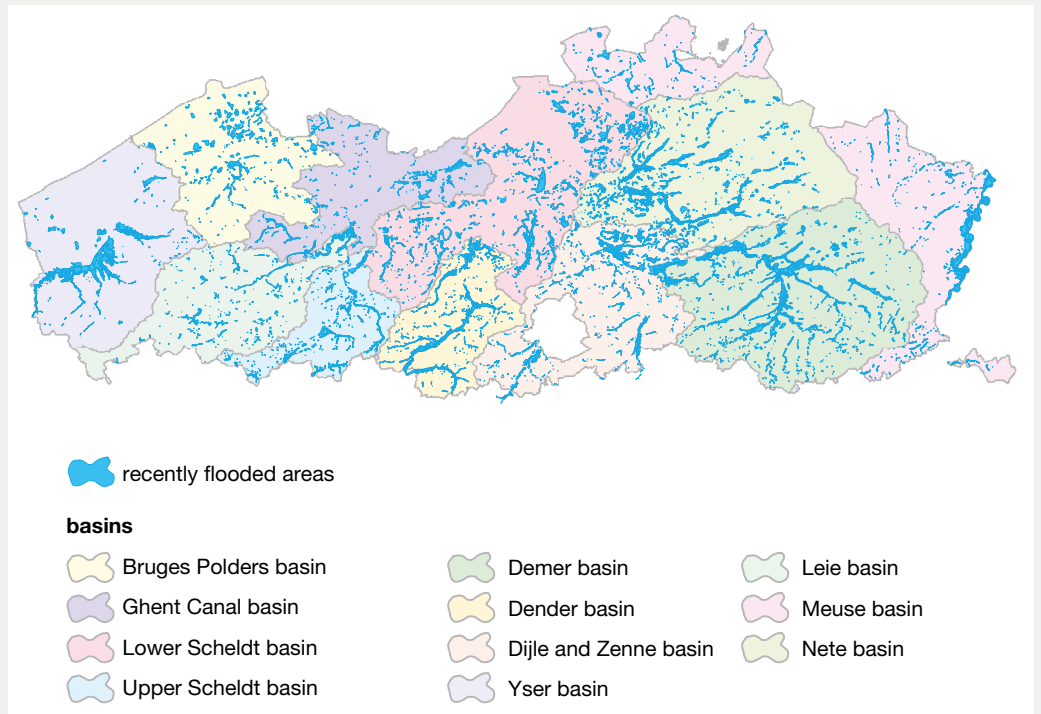 recently flooded areas
basins
Bruges Polders basin
Ghent Canal basin
Lower Scheldt basin
Upper Scheldt basin
Demer basin
Dender basin
Dijle and Zenne basin
Yser basin
Leie basin
Meuse basin
Nete basin